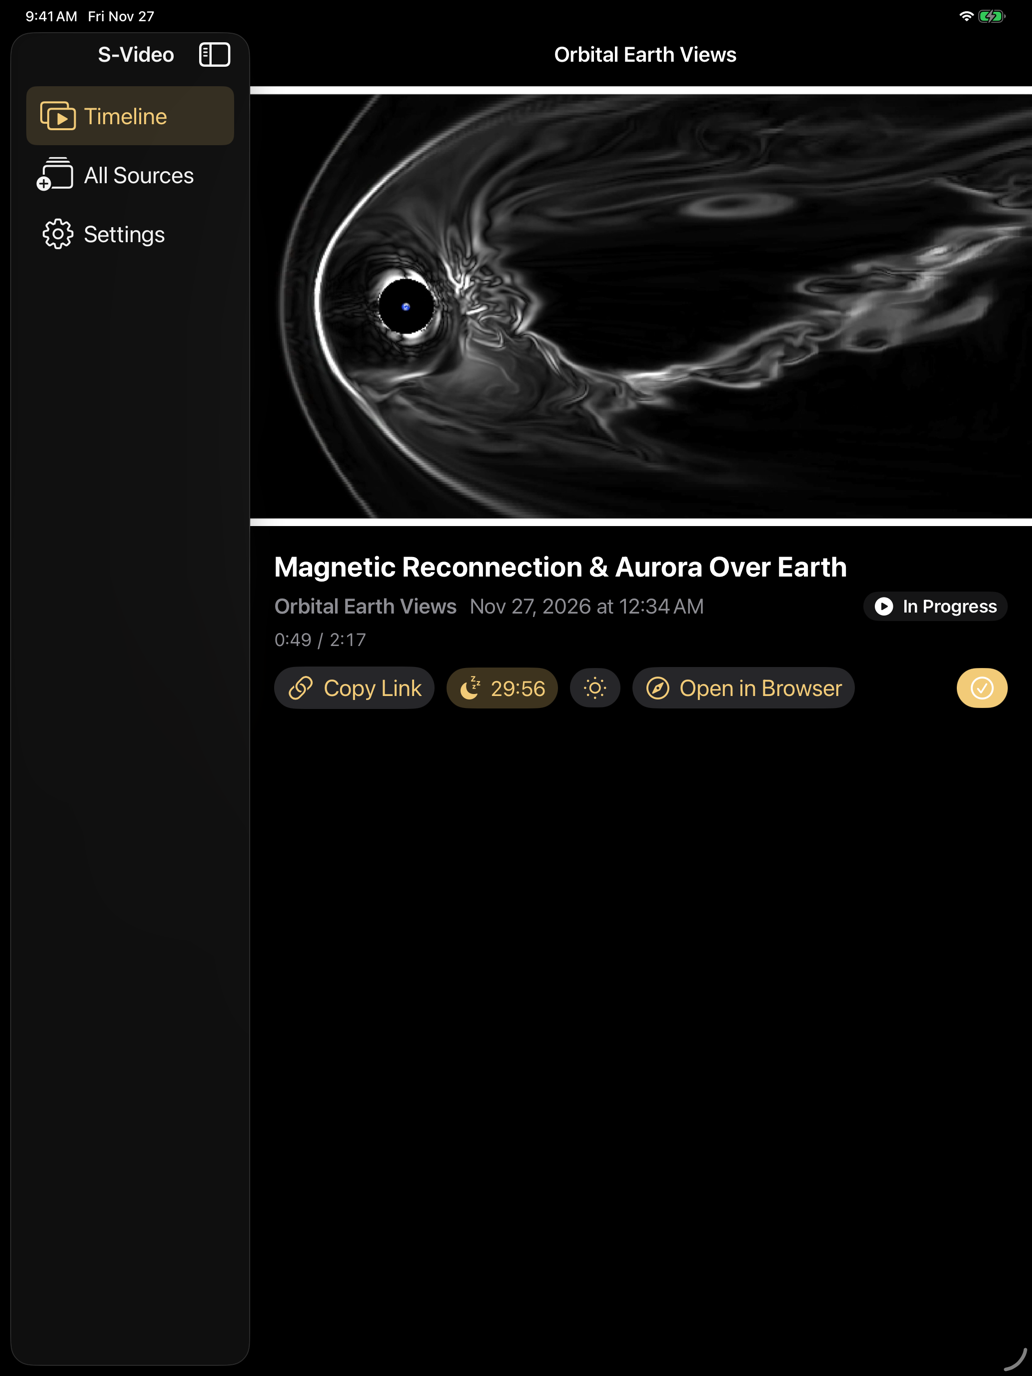 9:41 AM Fri Nov 27
S-Video
Orbital Earth Views
Timeline
All Sources
Settings
Magnetic Reconnection & Aurora Over Earth
Orbital Earth Views Nov 27, 2026 at 12:34 AM
In Progress
0:49 / 2:17
Copy Link
zzz
29:56
Open in Browser